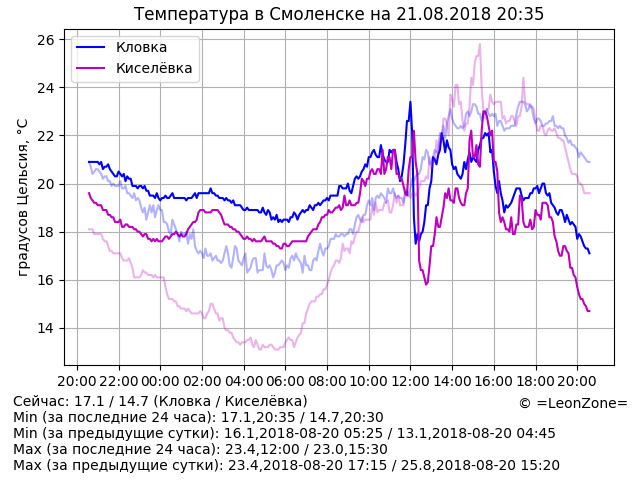 Температура в Смоленске на 21.08.2018 20:35
Кловка
Киселёвка
градусов Цельсия, °C
26
24
22
20
18
16
14
20:00 22:00 00:00 02:00 04:00 06:00 08:00 10:00 12:00 14:00 16:00 18:00 20:00
Сейчас: 17.1 / 14.7 (Кловка / Киселёвка)
© =LeonZone=
Min (за последние 24 часа): 17.1,20:35 / 14.7,20:30
Min (за предыдущие сутки): 16.1,2018-08-20 05:25 / 13.1,2018-08-20 04:45
Max (за последние 24 часа): 23.4,12:00 / 23.0,15:30
Max (за предыдущие сутки): 23.4,2018-08-20 17:15 / 25.8,2018-08-20 15:20